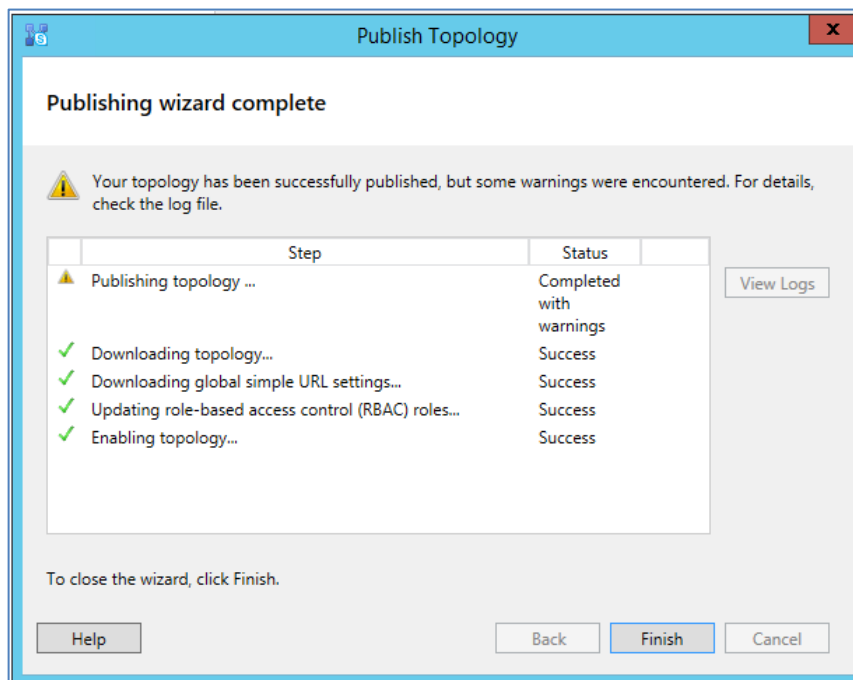 Publish Topology
x
Publishing wizard complete
Your topology has been successfully published, but some warnings were encountered. For details,
check the log file.
Step Status
Publishing topology ... Completed
with
warnings
View Logs
Downloading topology... Success
Downloading global simple URL settings... Success
Updating role-based access control (RBAC) roles... Success
Enabling topology... Success
To close the wizard, click Finish.
Help Back Finish Cancel